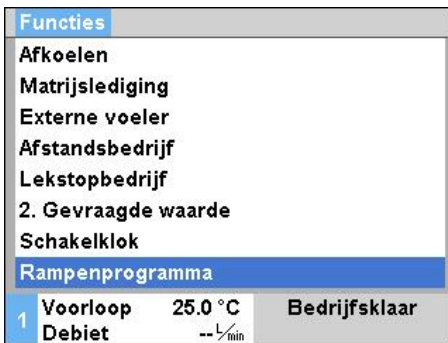 Functies
Afkoelen
Matrijslediging
Externe voeler
Afstandsbedrijf
Lekstopbedrijf
2. Gevraagde waarde
Schakelklok
Rampenprogramma
1 Voorloop 25.0 °C Bedrijfsklaar
Debiet -- L/min